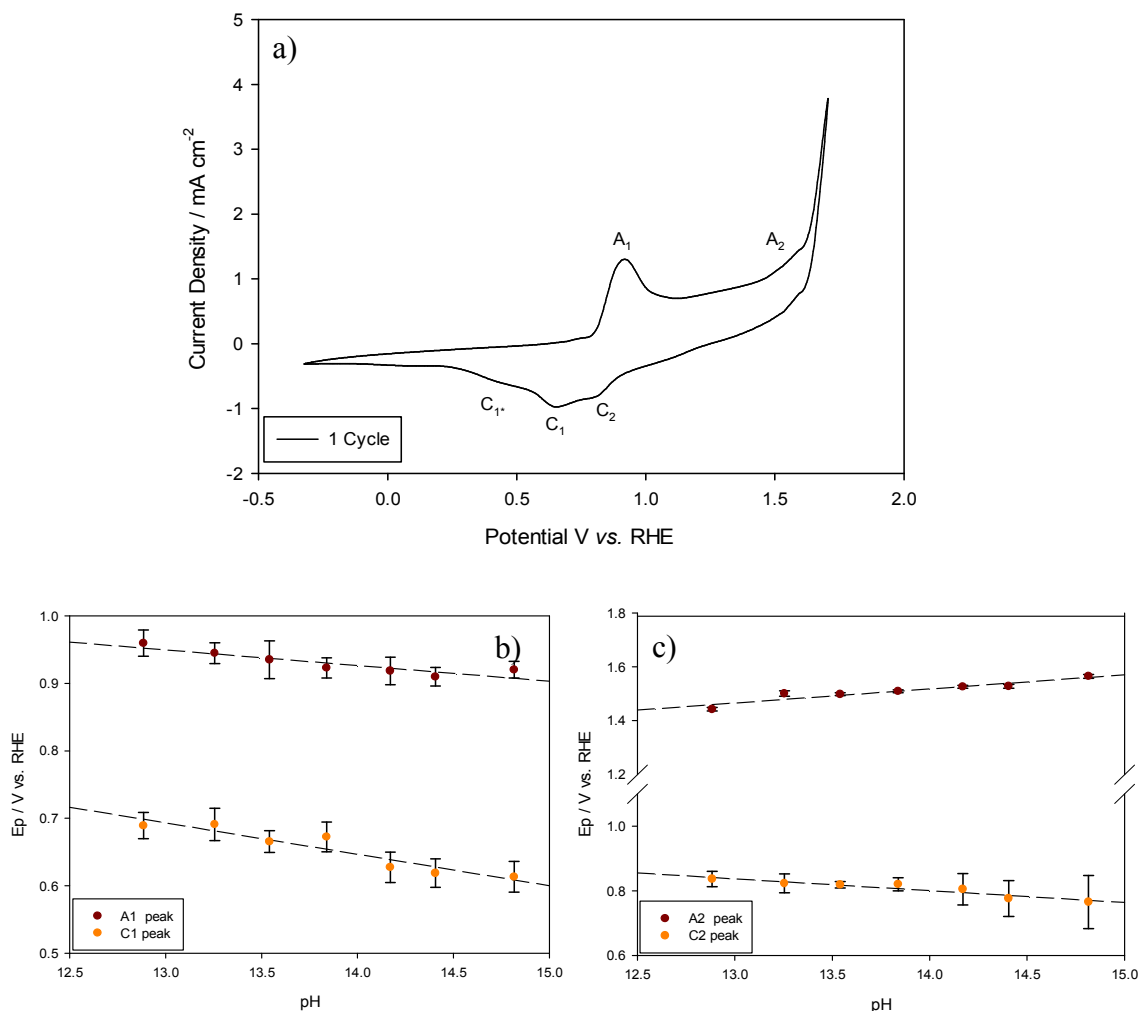 a)
5
4
3
2
1
0
-1
-2
Current Density / mA cm⁻²
A₁
A₂
C₁*
C₁
C₂
1 Cycle
-0.5 0.0 0.5 1.0 1.5 2.0
Potential V vs. RHE
b)
1.0
0.9
0.8
0.7
0.6
0.5
Ep / V vs. RHE
A1 peak
C1 peak
12.5 13.0 13.5 14.0 14.5 15.0
pH
c)
1.8
1.6
1.4
1.2
1.0
0.8
0.6
Ep / V vs. RHE
A2 peak
C2 peak
12.5 13.0 13.5 14.0 14.5 15.0
pH